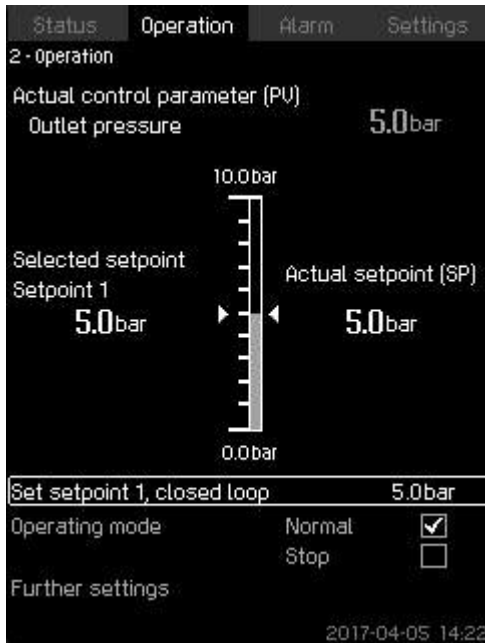 Status Operation Alarm Settings
2 - Operation
Actual control parameter (PV)
Outlet pressure 5.0bar
10.0bar
Selected setpoint
Setpoint 1
5.0bar
Actual setpoint (SP)
5.0bar
0.0bar
Set setpoint 1, closed loop 5.0bar
Operating mode Normal
Stop
Further settings
2017-04-05 14:22